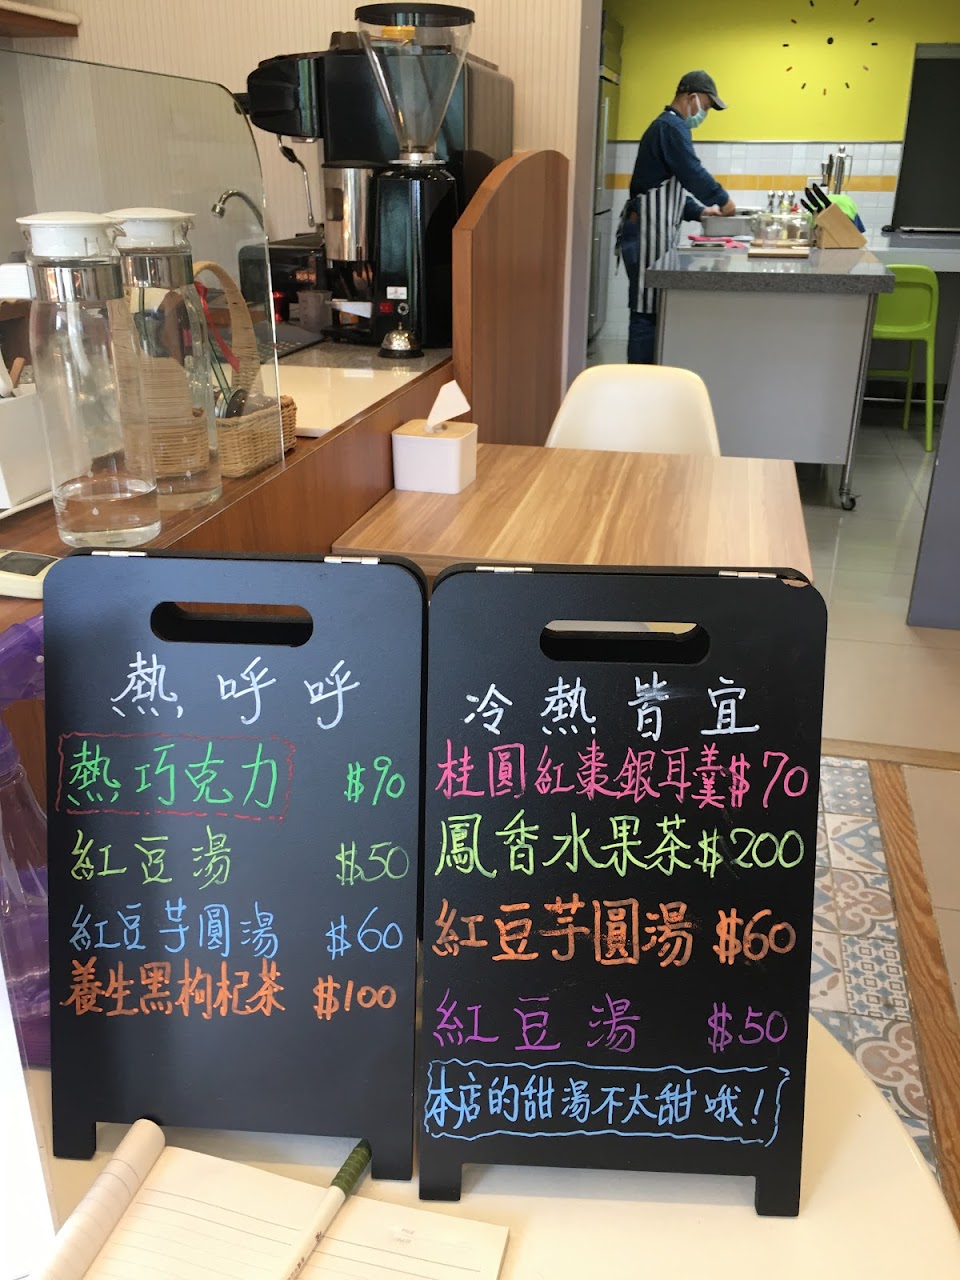 熱呼呼
熱巧克力 $90
紅豆湯 $50
紅豆芋圓湯 $60
養生黑枸杞茶 $100
冷熱皆宜
桂圓紅棗銀耳羹$70
鳳香水果茶$200
紅豆芋圓湯 $60
紅豆湯 $50
本店的甜湯不太甜哦！